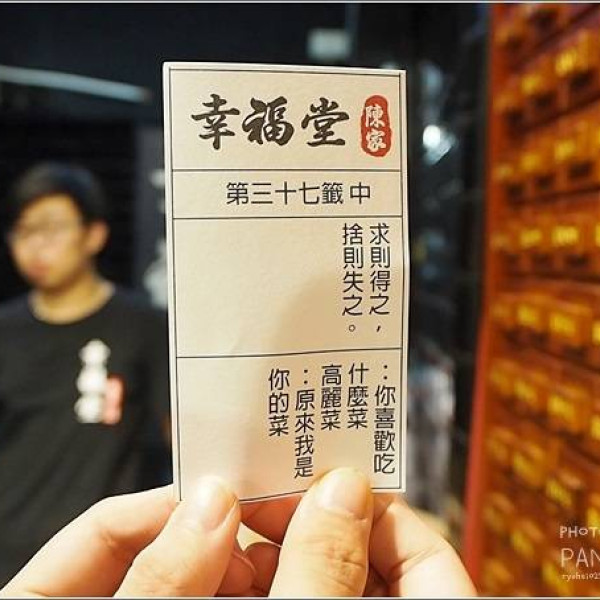 幸福堂
陳家
第三十七籤 中
求則得之，
捨則失之。
：你喜歡吃
什麼菜
高麗菜
：原來我是
你的菜